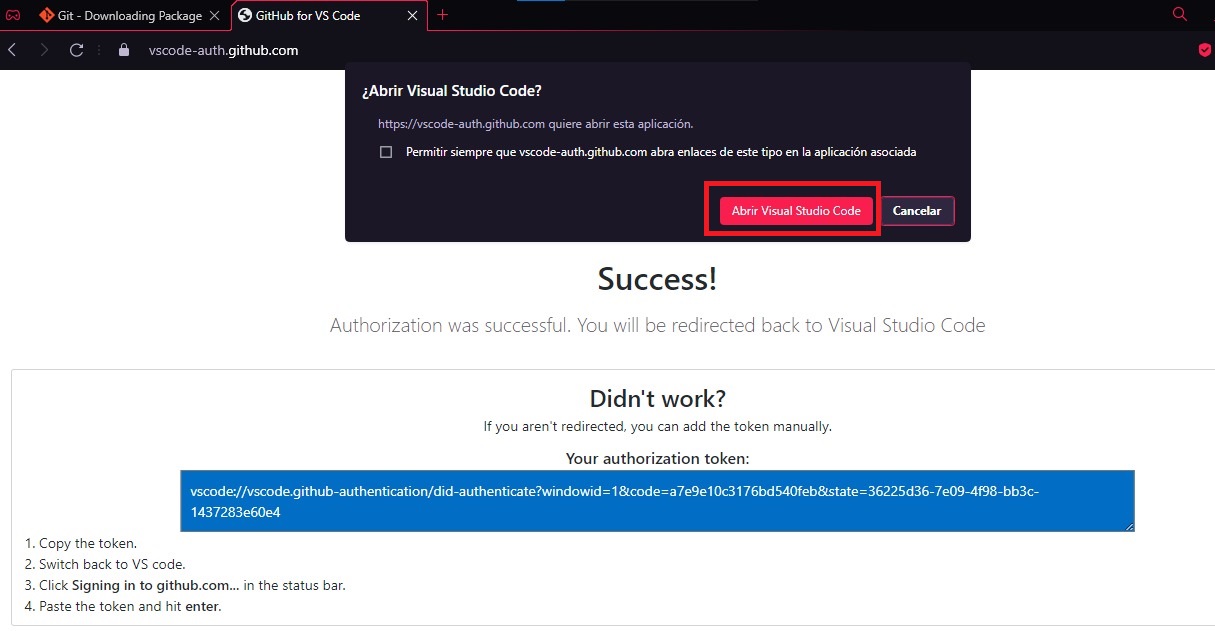 Git - Downloading Package
GitHub for VS Code
vscode-auth.github.com
¿Abrir Visual Studio Code?
https://vscode-auth.github.com quiere abrir esta aplicación.
Permitir siempre que vscode-auth.github.com abra enlaces de este tipo en la aplicación asociada
Abrir Visual Studio Code
Cancelar
Success!
Authorization was successful. You will be redirected back to Visual Studio Code
Didn't work?
If you aren't redirected, you can add the token manually.
Your authorization token:
vscode://vscode.github-authentication/did-authenticate?windowid=1&code=a7e9e10c3176bd540feb&state=36225d36-7e09-4f98-bb3c-
1437283e60e4
1. Copy the token.
2. Switch back to VS code.
3. Click Signing in to github.com... in the status bar.
4. Paste the token and hit enter.